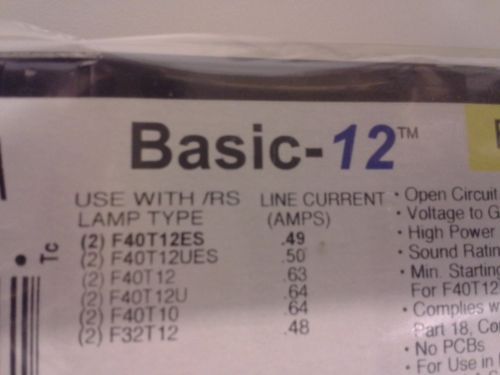 Basic-12™
USE WITH /RS LINE CURRENT
LAMP TYPE (AMPS)
(2) F40T12ES .49
(2) F40T12UES .50
(2) F40T12 .63
(2) F40T12U .64
(2) F40T10 .64
(2) F32T12 .48
Tc
• Open Circuit
• Voltage to G
• High Power
• Sound Ratin
• Min. Starting
For F40T12
• Complies w
Part 18, Co
• No PCBs
• For Use in